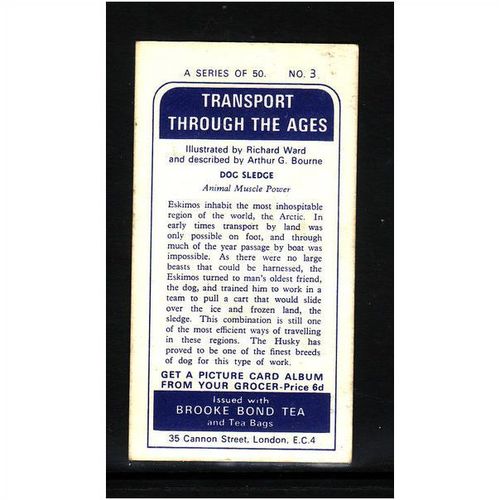 A SERIES OF 50. NO. 3
TRANSPORT
THROUGH THE AGES
Illustrated by Richard Ward
and described by Arthur G. Bourne
DOG SLEDGE
Animal Muscle Power
Eskimos inhabit the most inhospitable
region of the world, the Arctic. In
early times transport by land was
only possible on foot, and through
much of the year passage by boat was
impossible. As there were no large
beasts that could be harnessed, the
Eskimos turned to man's oldest friend,
the dog, and trained him to work in a
team to pull a cart that would slide
over the ice and frozen land, the
sledge. This combination is still one
of the most efficient ways of travelling
in these regions. The Husky has
proved to be one of the finest breeds
of dog for this type of work.
GET A PICTURE CARD ALBUM
FROM YOUR GROCER-Price 6d
Issued with
BROOKE BOND TEA
and Tea Bags
35 Cannon Street, London, E.C.4